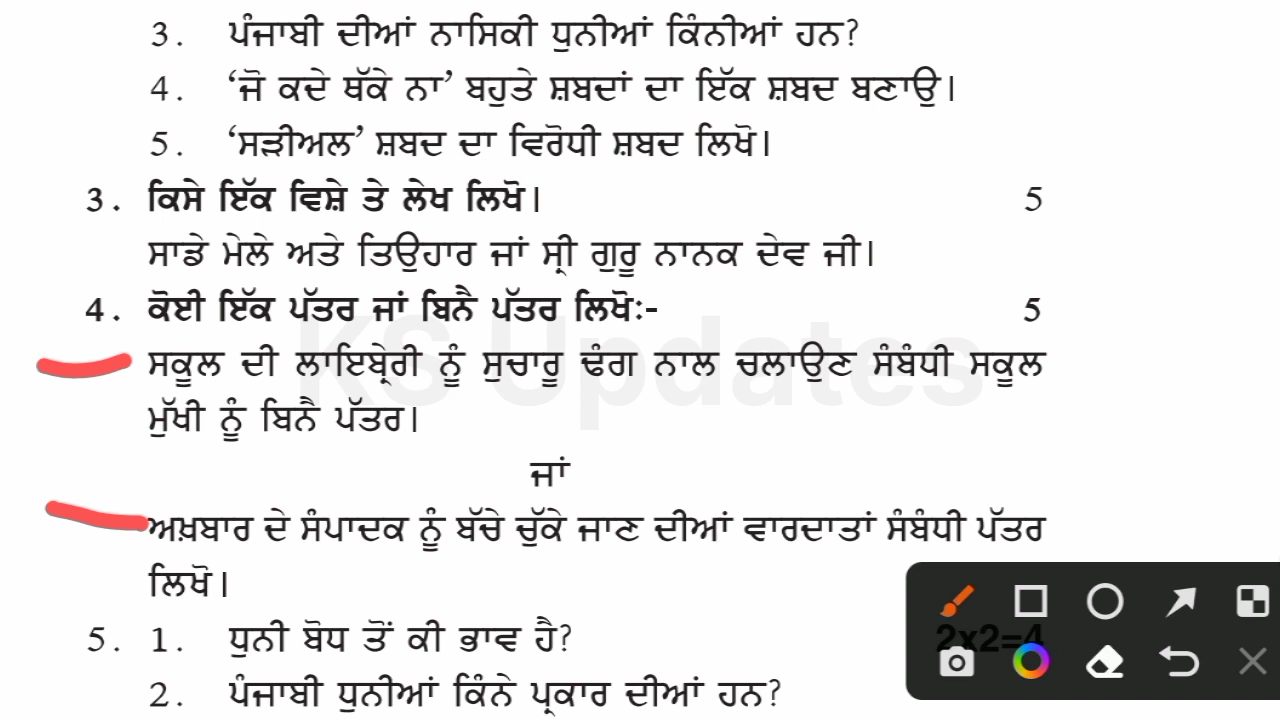 3. ਪੰਜਾਬੀ ਦੀਆਂ ਨਾਸਿਕੀ ਧੁਨੀਆਂ ਕਿੰਨੀਆਂ ਹਨ?
4. ‘ਜੋ ਕਦੇ ਥੱਕੇ ਨਾ’ ਬਹੁਤੇ ਸ਼ਬਦਾਂ ਦਾ ਇੱਕ ਸ਼ਬਦ ਬਣਾਉ।
5. ‘ਸੜੀਅਲ’ ਸ਼ਬਦ ਦਾ ਵਿਰੋਧੀ ਸ਼ਬਦ ਲਿਖੋ।
3. ਕਿਸੇ ਇੱਕ ਵਿਸ਼ੇ ਤੇ ਲੇਖ ਲਿਖੋ। 5
ਸਾਡੇ ਮੇਲੇ ਅਤੇ ਤਿਉਹਾਰ ਜਾਂ ਸ੍ਰੀ ਗੁਰੂ ਨਾਨਕ ਦੇਵ ਜੀ।
4. ਕੋਈ ਇੱਕ ਪੱਤਰ ਜਾਂ ਬਿਨੈ ਪੱਤਰ ਲਿਖੋ:- 5
KS Updates
ਸਕੂਲ ਦੀ ਲਾਇਬ੍ਰੇਰੀ ਨੂੰ ਸੁਚਾਰੂ ਢੰਗ ਨਾਲ ਚਲਾਉਣ ਸੰਬੰਧੀ ਸਕੂਲ
ਮੁੱਖੀ ਨੂੰ ਬਿਨੈ ਪੱਤਰ।
ਜਾਂ
ਅਖ਼ਬਾਰ ਦੇ ਸੰਪਾਦਕ ਨੂੰ ਬੱਚੇ ਚੁੱਕੇ ਜਾਣ ਦੀਆਂ ਵਾਰਦਾਤਾਂ ਸੰਬੰਧੀ ਪੱਤਰ
ਲਿਖੋ।
5. 1. ਧੁਨੀ ਬੋਧ ਤੋਂ ਕੀ ਭਾਵ ਹੈ? 2x2=4
2. ਪੰਜਾਬੀ ਧੁਨੀਆਂ ਕਿੰਨੇ ਪ੍ਰਕਾਰ ਦੀਆਂ ਹਨ?